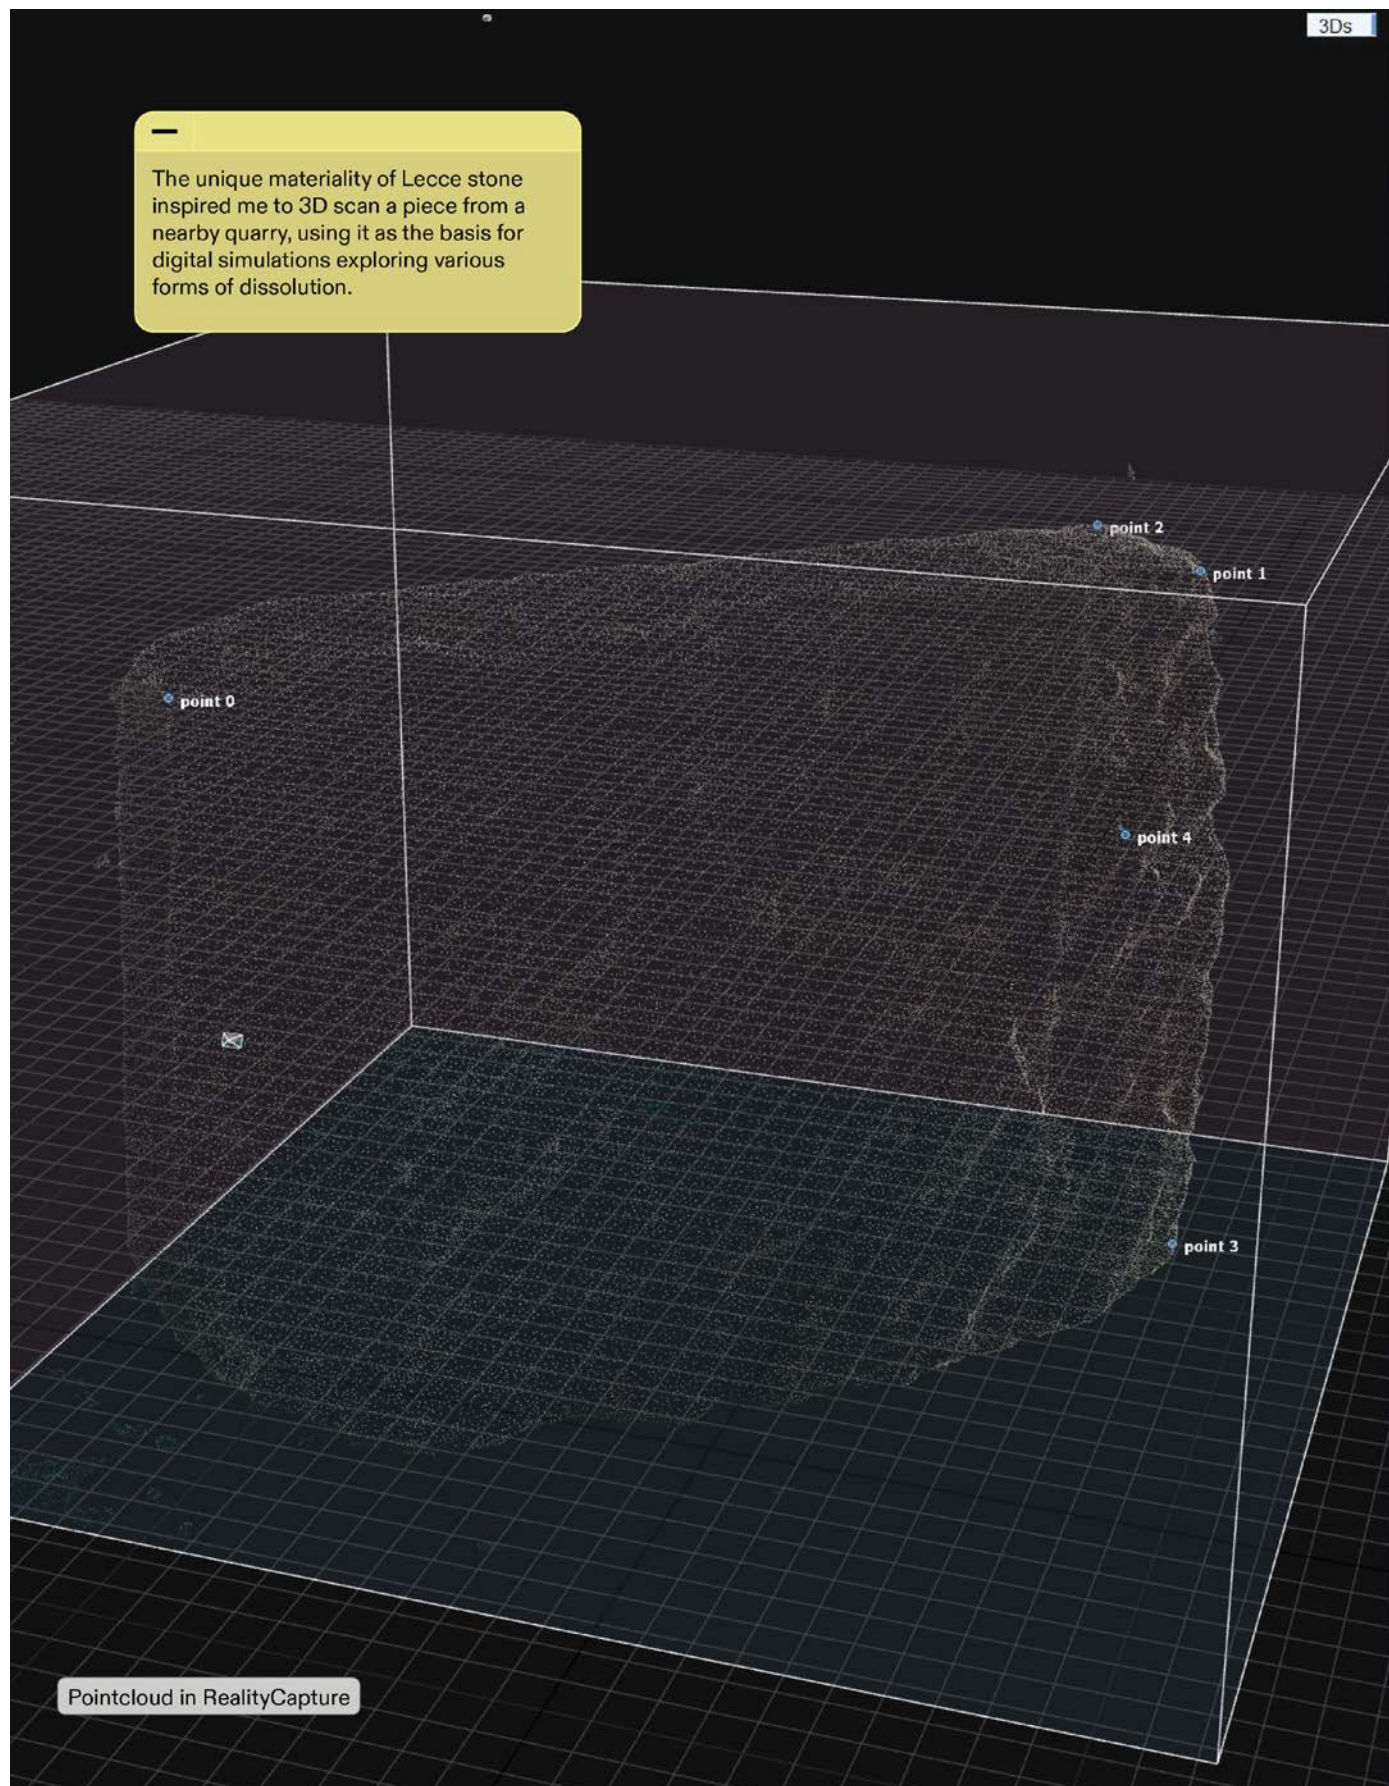 3Ds
The unique materiality of Lecce stone
inspired me to 3D scan a piece from a
nearby quarry, using it as the basis for
digital simulations exploring various
forms of dissolution.
point 2
point 1
point 0
point 4
point 3
Pointcloud in RealityCapture